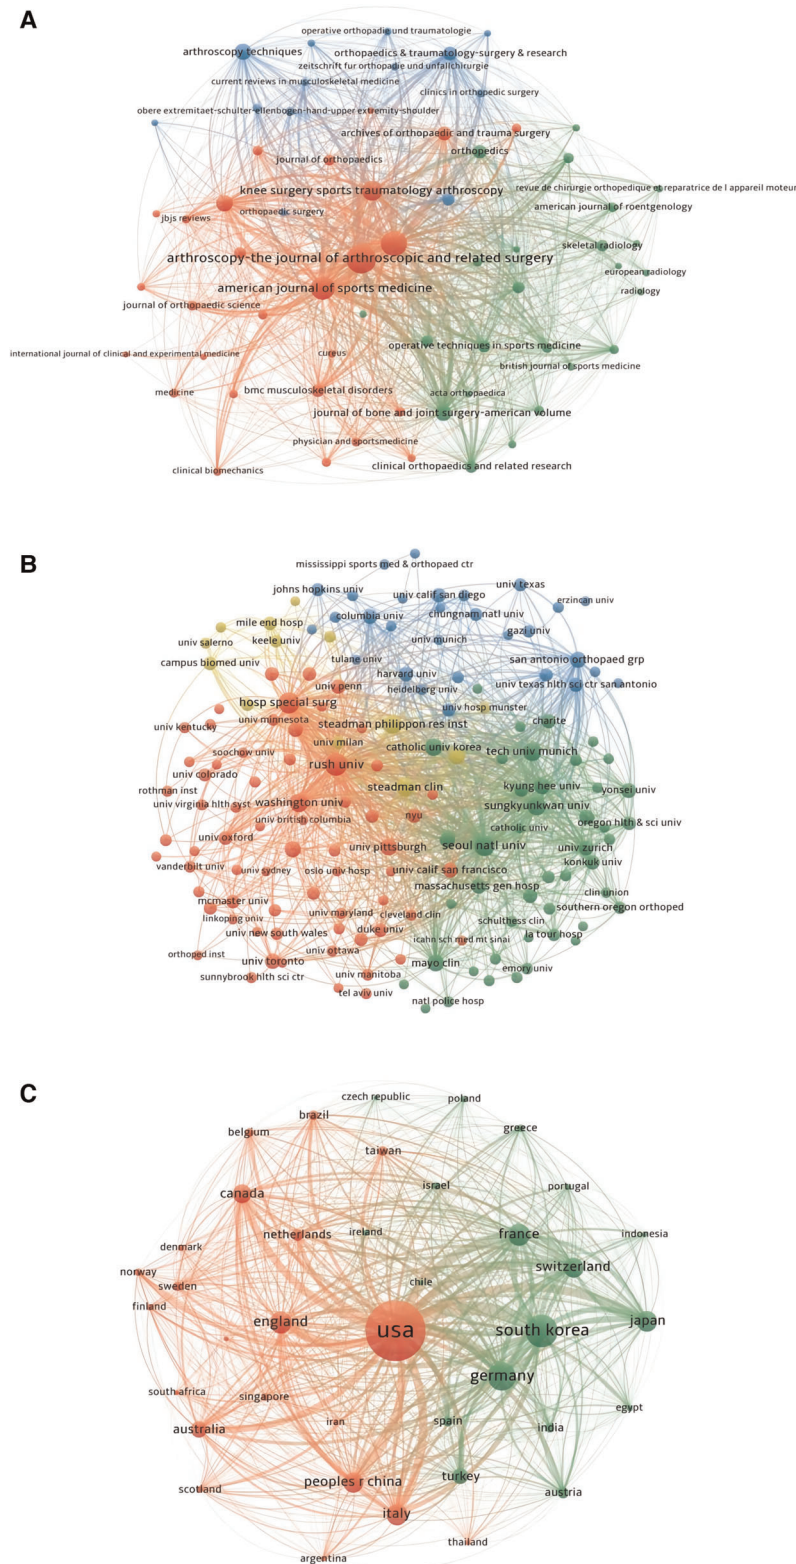 A
operative orthopadie und traumatologie
arthroscopy techniques
orthopaedics & traumatology-surgery & research
zeitschrift fur orthopadie und unfallchirurgie
current reviews in musculoskeletal medicine
clinics in orthopedic surgery
obere extremitaet-schulter-ellenbogen-hand-upper extremity-shoulder
archives of orthopaedic and trauma surgery
orthopedics
journal of orthopaedics
knee surgery sports traumatology arthroscopy
revue de chirurgie orthopedique et reparatrice de l appareil moteur
american journal of roentgenology
orthopaedic surgery
jbjs reviews
skeletal radiology
arthroscopy-the journal of arthroscopic and related surgery
european radiology
american journal of sports medicine
radiology
journal of orthopaedic science
operative techniques in sports medicine
international journal of clinical and experimental medicine
cureus
british journal of sports medicine
medicine
bmc musculoskeletal disorders
acta orthopaedica
journal of bone and joint surgery-american volume
physician and sportsmedicine
clinical biomechanics
clinical orthopaedics and related research
B
mississippi sports med & orthopaed ctr
johns hopkins univ
univ texas
univ calif san diego
erzincan univ
mile end hosp
columbia univ
chungnam natl univ
univ salerno
keele univ
univ munich
gazi univ
campus biomed univ
tulane univ
san antonio orthopaed grp
harvard univ
univ penn
heidelberg univ
univ texas hlth sci ctr san antonio
hosp special surg
univ hosp munster
univ minnesota
steadman philippon res inst
charite
univ kentucky
univ milan
catholic univ korea
tech univ munich
soochow univ
rush univ
univ colorado
steadman clin
kyung hee univ
yonsei univ
rothman inst
univ virginia hlth syst
washington univ
sungkyunkwan univ
univ british columbia
nyu
catholic univ
oregon hlth & sci univ
univ oxford
univ pittsburgh
seoul natl univ
univ zurich
vanderbilt univ
univ sydney
oslo univ hosp
univ calif san francisco
konkuk univ
massachusetts gen hosp
clin union
mcmaster univ
linkoping univ
univ maryland
cleveland clin
schulthess clin
southern oregon orthoped
univ new south wales
duke univ
icahn sch med mt sinai
la tour hosp
orthoped inst
univ ottawa
univ toronto
mayo clin
emory univ
sunnybrook hlth sci ctr
univ manitoba
tel aviv univ
natl police hosp
C
czech republic
poland
brazil
belgium
greece
taiwan
canada
israel
portugal
netherlands
ireland
france
indonesia
denmark
norway
sweden
chile
switzerland
finland
england
usa
south korea
japan
germany
south africa
singapore
iran
spain
india
egypt
australia
scotland
peoples r china
turkey
austria
italy
thailand
argentina